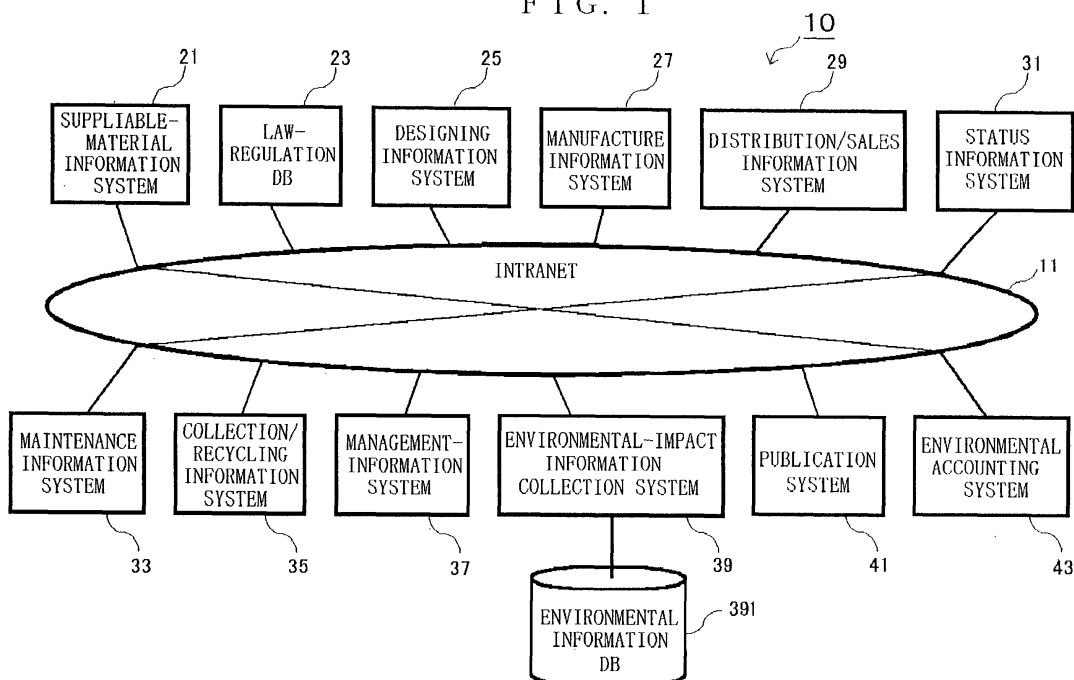 FIG. 1
10
21
23
25
27
29
31
SUPPLIABLE-
MATERIAL
INFORMATION
SYSTEM
LAW-
REGULATION
DB
DESIGNING
INFORMATION
SYSTEM
MANUFACTURE
INFORMATION
SYSTEM
DISTRIBUTION/SALES
INFORMATION
SYSTEM
STATUS
INFORMATION
SYSTEM
INTRANET
11
MAINTENANCE
INFORMATION
SYSTEM
COLLECTION/
RECYCLING
INFORMATION
SYSTEM
MANAGEMENT-
INFORMATION
SYSTEM
ENVIRONMENTAL-IMPACT
INFORMATION
COLLECTION SYSTEM
PUBLICATION
SYSTEM
ENVIRONMENTAL
ACCOUNTING
SYSTEM
33
35
37
39
41
43
ENVIRONMENTAL
INFORMATION
DB
391